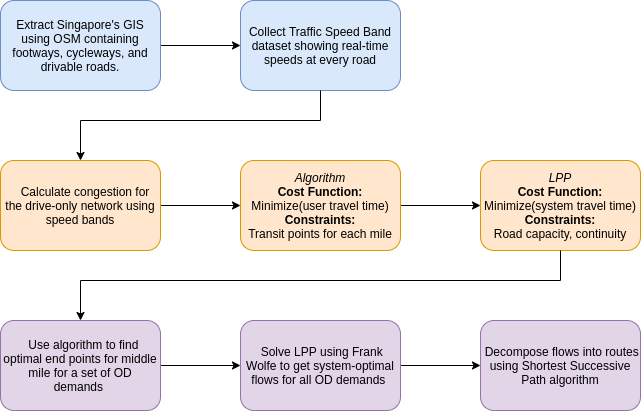 Extract Singapore's GIS
using OSM containing
footways, cycleways, and
drivable roads.
Collect Traffic Speed Band
dataset showing real-time
speeds at every road
Calculate congestion for
the drive-only network using
speed bands
Algorithm
Cost Function:
Minimize(user travel time)
Constraints:
Transit points for each mile
LPP
Cost Function:
Minimize(system travel time)
Constraints:
Road capacity, continuity
Use algorithm to find
optimal end points for middle
mile for a set of OD
demands
Solve LPP using Frank
Wolfe to get system-optimal
flows for all OD demands
Decompose flows into routes
using Shortest Successive
Path algorithm